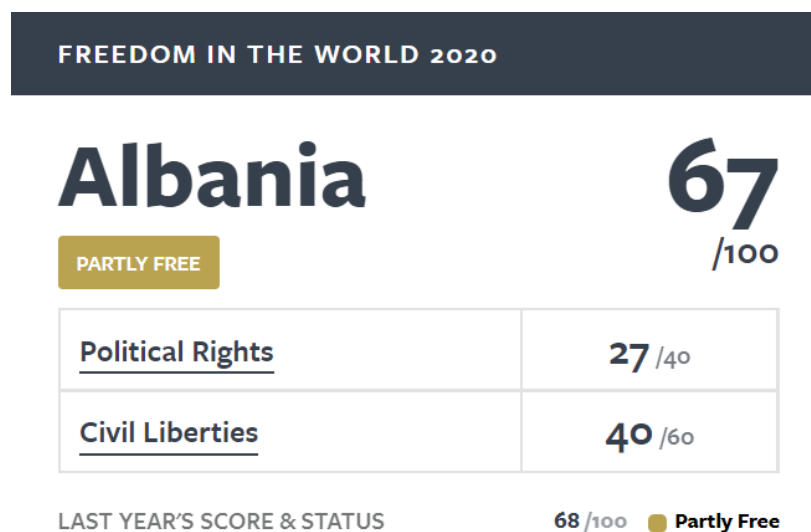 FREEDOM IN THE WORLD 2020
Albania 67
/100
PARTLY FREE
Political Rights 27 /40
Civil Liberties 40 /60
LAST YEAR'S SCORE & STATUS 68 /100 Partly Free